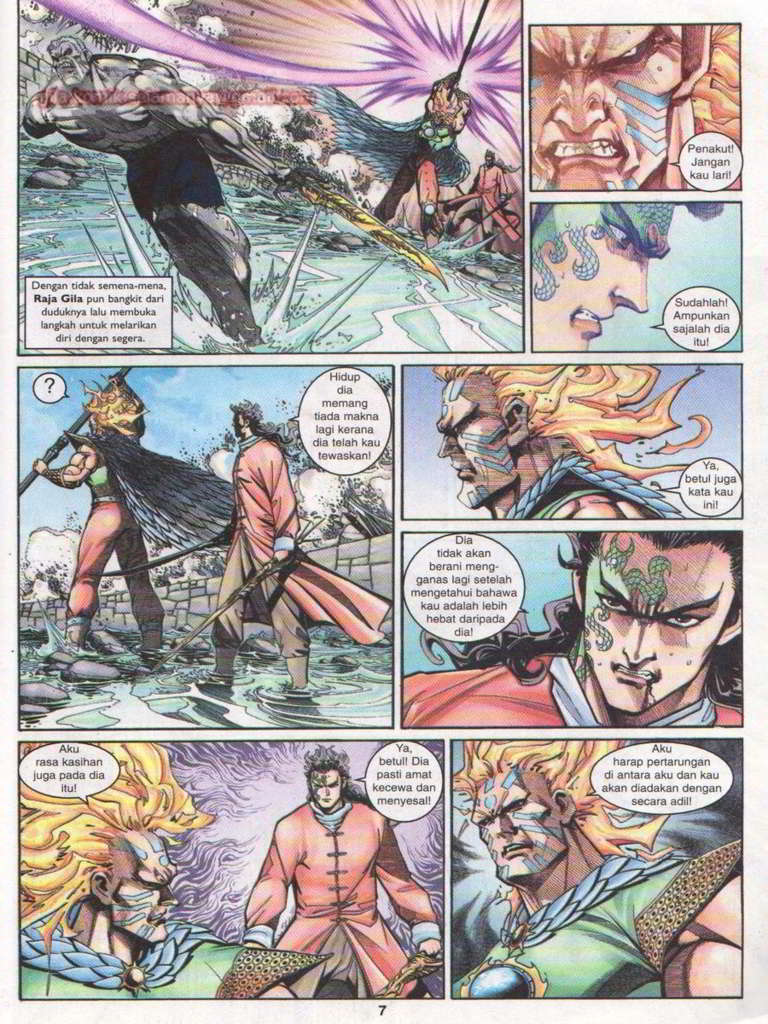 Dengan tidak semena-mena,
Raja Gila pun bangkit dari
duduknya lalu membuka
langkah untuk melarikan
diri dengan segera.
Penakut!
Jangan
kau lari!
Sudahlah!
Ampunkan
sajalah dia
itu!
?
Hidup
dia
memang
tiada makna
lagi kerana
dia telah kau
tewaskan!
Ya,
betul juga
kata kau
ini!
Dia
tidak akan
berani meng-
ganas lagi setelah
mengetahui bahawa
kau adalah lebih
hebat daripada
dia!
Aku
rasa kasihan
juga pada dia
itu!
Ya,
betul! Dia
pasti amat
kecewa dan
menyesal!
Aku
harap pertarungan
di antara aku dan kau
akan diadakan dengan
secara adil!
7